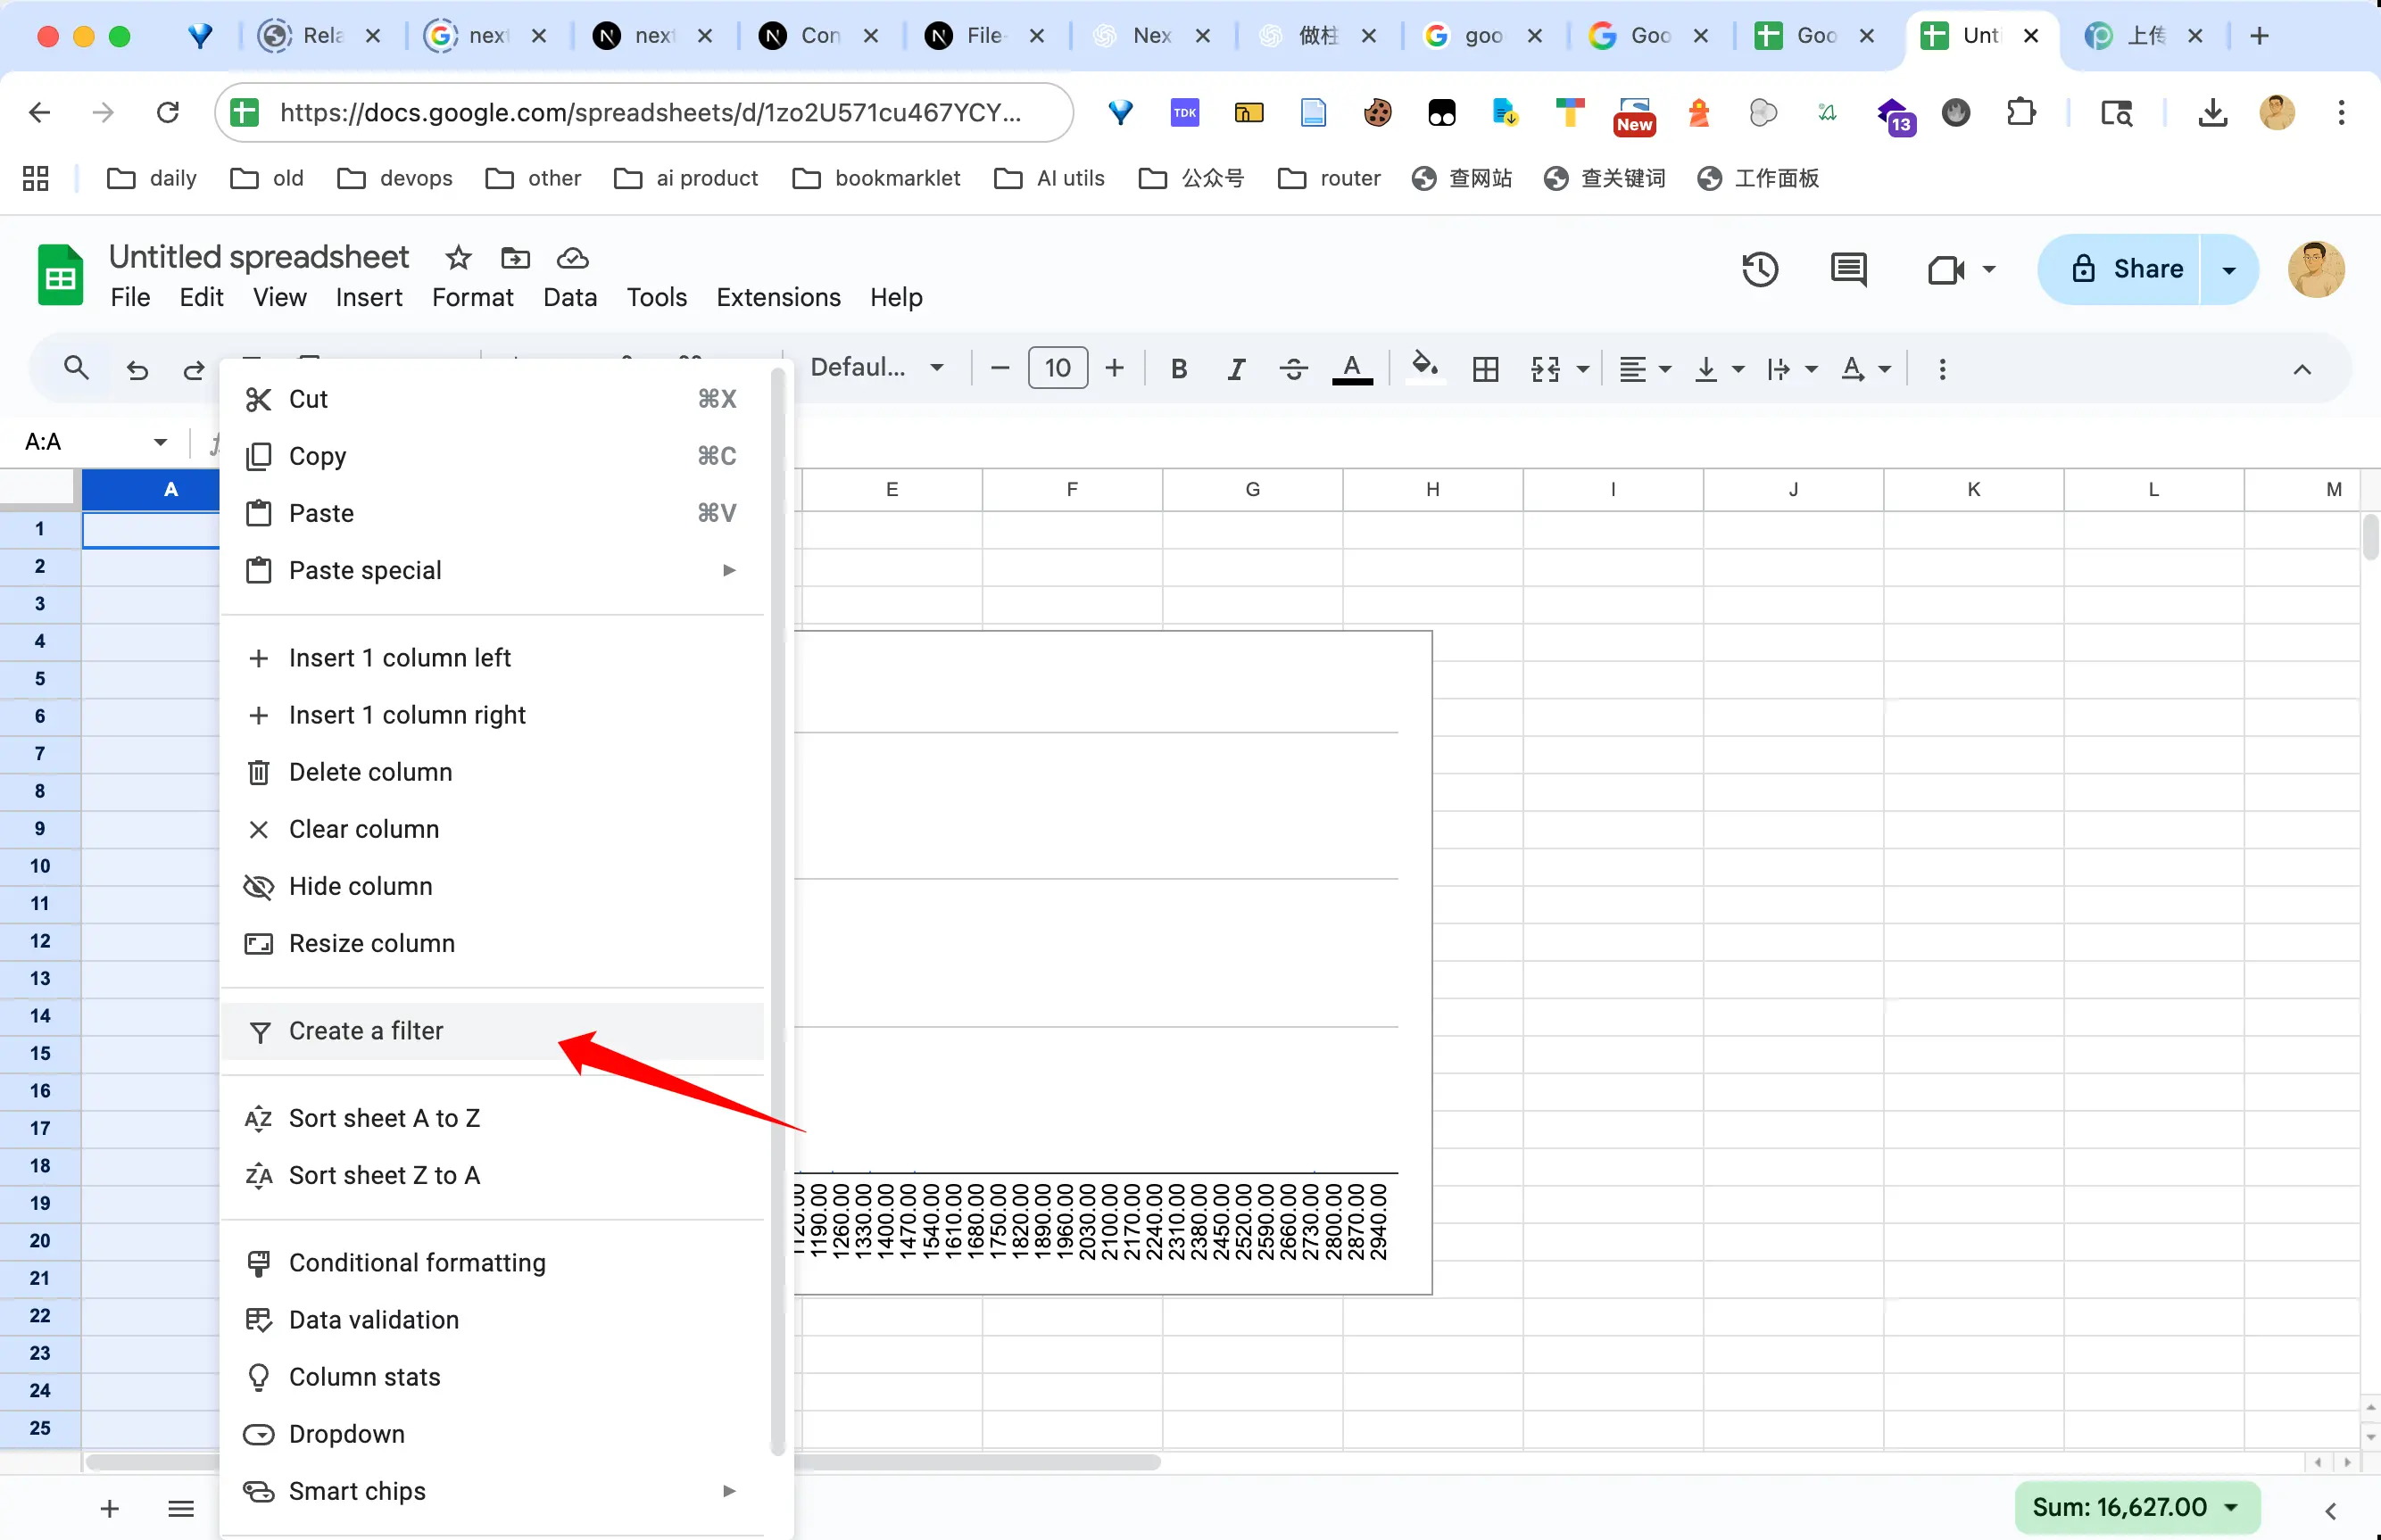 Rela
next
next
Con
File-
Nex
做柱
goo
Goo
Goo
Unti
上传
https://docs.google.com/spreadsheets/d/1zo2U571cu467YCY...
TDK
New
13
daily
old
devops
other
ai product
bookmarklet
AI utils
公众号
router
查网站
查关键词
工作面板
Untitled spreadsheet
File Edit View Insert Format Data Tools Extensions Help
Share
Defaul...
10
B
I
A
A:A
A
E
F
G
H
I
J
K
L
M
1
2
3
4
5
6
7
8
9
10
11
12
13
14
15
16
17
18
19
20
21
22
23
24
25
Cut ⌘X
Copy ⌘C
Paste ⌘V
Paste special
Insert 1 column left
Insert 1 column right
Delete column
Clear column
Hide column
Resize column
Create a filter
Sort sheet A to Z
Sort sheet Z to A
Conditional formatting
Data validation
Column stats
Dropdown
Smart chips
1120.00
1190.00
1260.00
1330.00
1400.00
1470.00
1540.00
1610.00
1680.00
1750.00
1820.00
1890.00
1960.00
2030.00
2100.00
2170.00
2240.00
2310.00
2380.00
2450.00
2520.00
2590.00
2660.00
2730.00
2800.00
2870.00
2940.00
Sum: 16,627.00